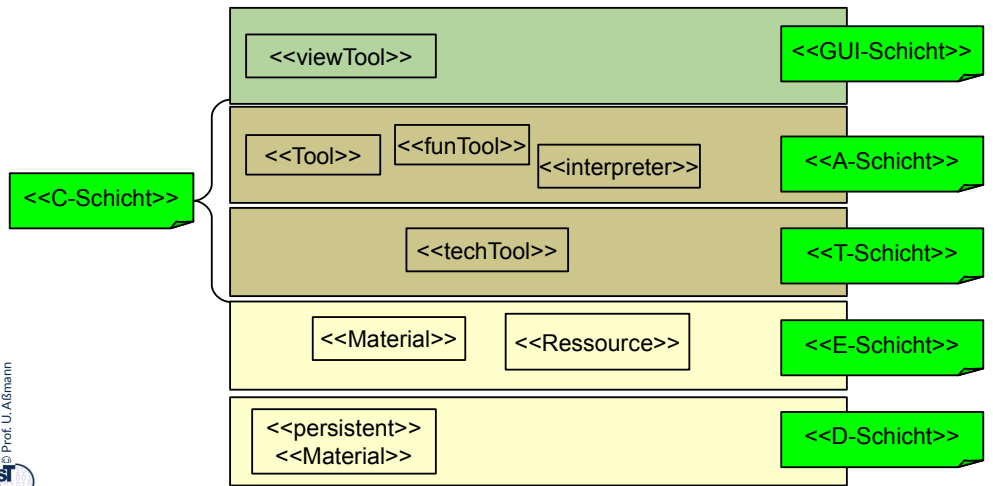 <<viewTool>>
<<GUI-Schicht>>
<<Tool>>
<<funTool>>
<<interpreter>>
<<A-Schicht>>
<<C-Schicht>>
<<techTool>>
<<T-Schicht>>
<<Material>>
<<Ressource>>
<<E-Schicht>>
<<persistent>>
<<Material>>
<<D-Schicht>>
© Prof. U. Aßmann